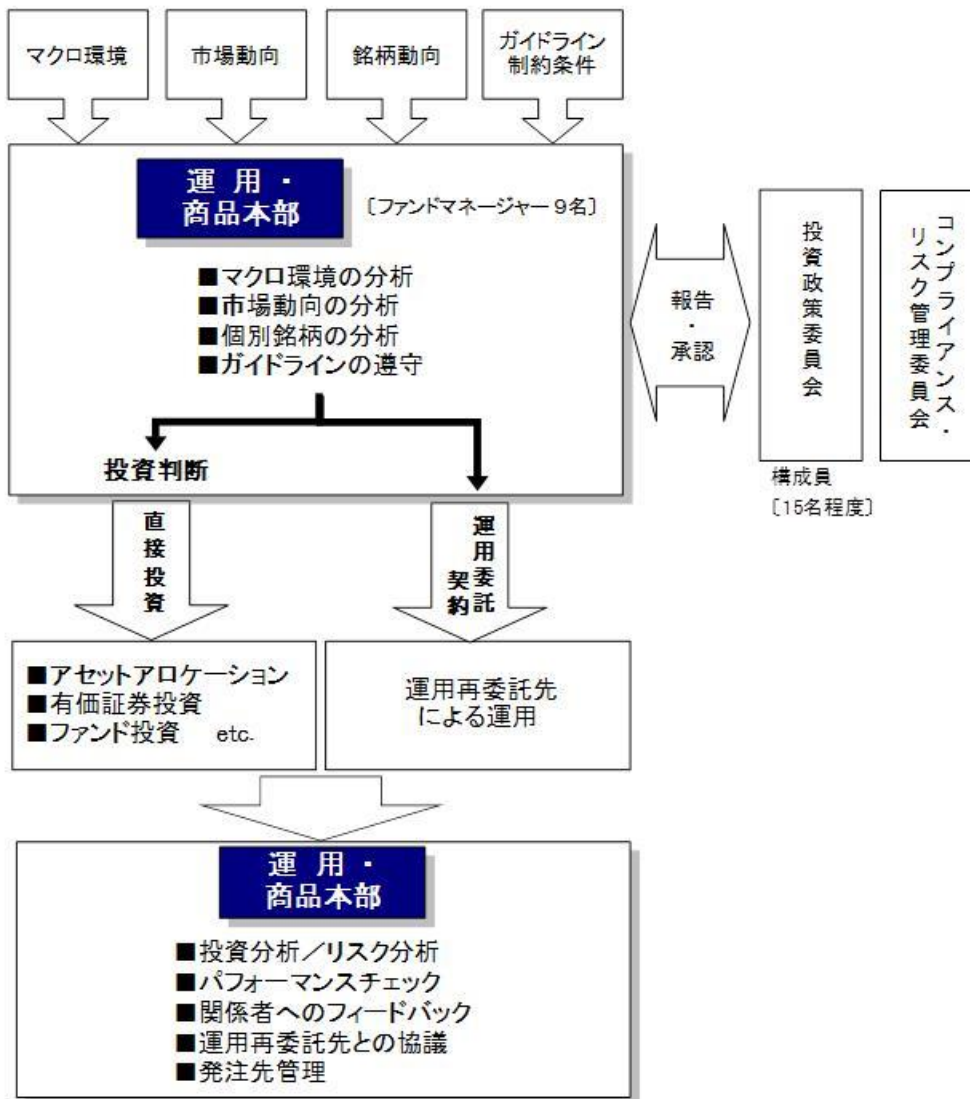 マクロ環境
市場動向
銘柄動向
ガイドライン
制約条件
運 用 ・
商品本部
〔ファンドマネージャー９名〕
■マクロ環境の分析
■市場動向の分析
■個別銘柄の分析
■ガイドラインの遵守
報告
・
承認
投資政策委員会
コンプライアンス・
リスク管理委員会
構成員
〔15名程度〕
投資判断
直接投資
運用委託
契約
■アセットアロケーション
■有価証券投資
■ファンド投資 etc.
運用再委託先
による運用
運 用 ・
商品本部
■投資分析／リスク分析
■パフォーマンスチェック
■関係者へのフィードバック
■運用再委託先との協議
■発注先管理